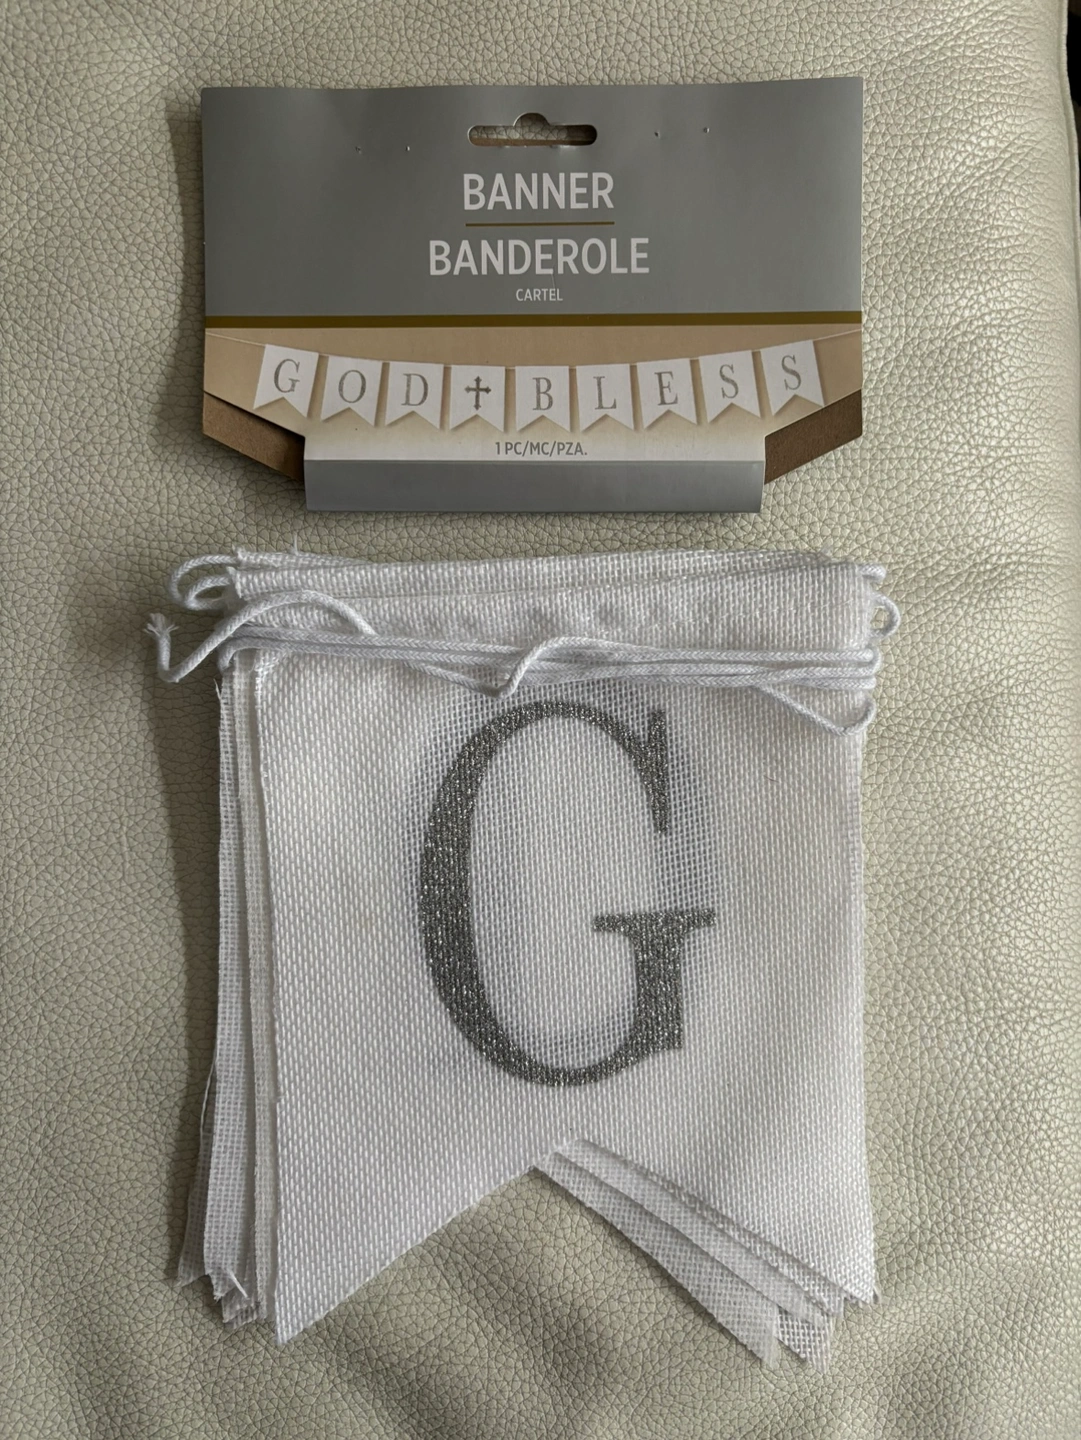 BANNER
BANDEROLE
CARTEL
GOD✝BLESS
1 PC/MC/PZA.
G